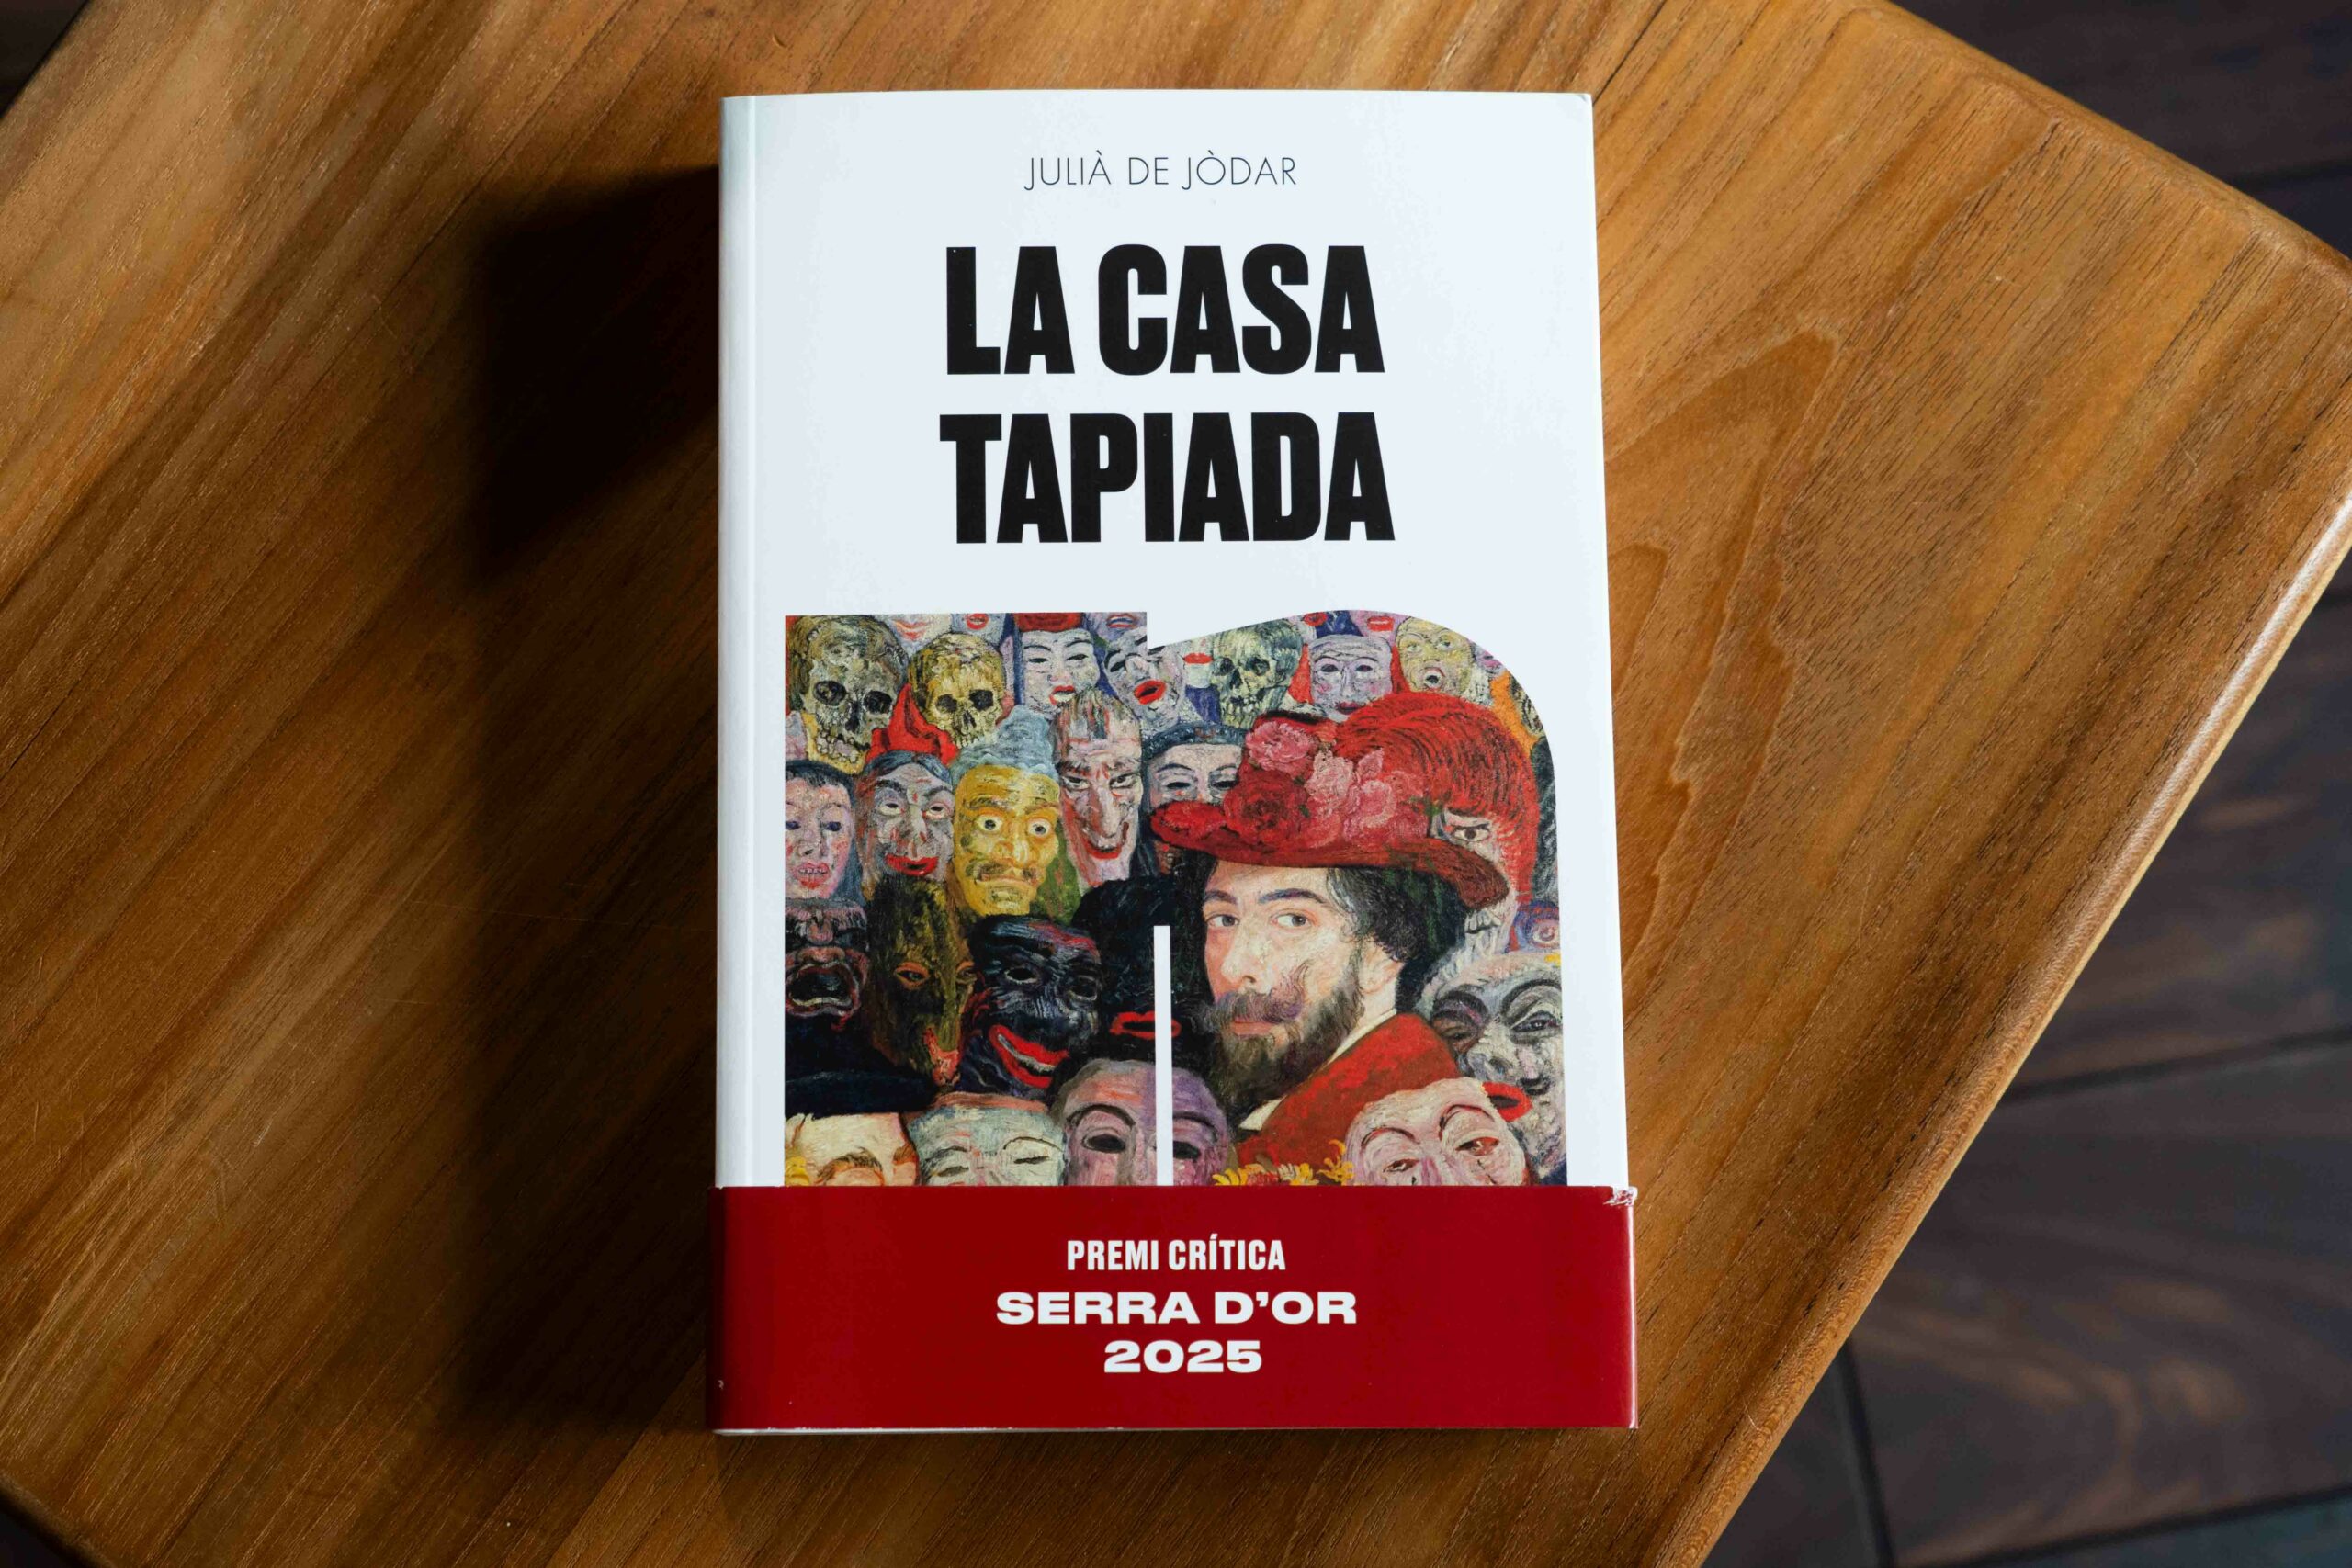 JULIÀ DE JÒDAR
LA CASA
TAPIADA
PREMI CRÍTICA
SERRA D'OR
2025